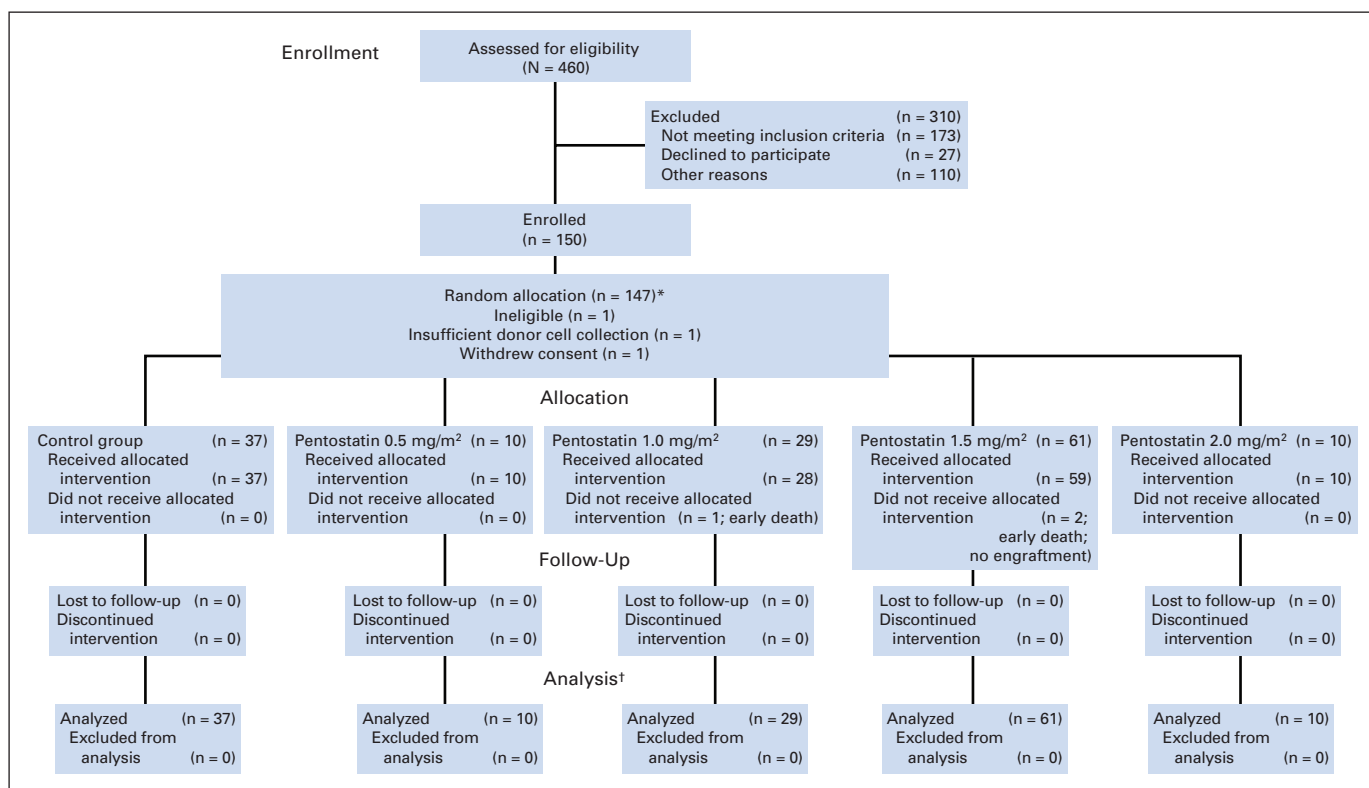 Enrollment
Assessed for eligibility
(N = 460)
Excluded (n = 310)
Not meeting inclusion criteria (n = 173)
Declined to participate (n = 27)
Other reasons (n = 110)
Enrolled
(n = 150)
Random allocation (n = 147)*
Ineligible (n = 1)
Insufficient donor cell collection (n = 1)
Withdrew consent (n = 1)
Allocation
Control group (n = 37)
Received allocated
intervention (n = 37)
Did not receive allocated
intervention (n = 0)
Pentostatin 0.5 mg/m² (n = 10)
Received allocated
intervention (n = 10)
Did not receive allocated
intervention (n = 0)
Pentostatin 1.0 mg/m² (n = 29)
Received allocated
intervention (n = 28)
Did not receive allocated
intervention (n = 1; early death)
Pentostatin 1.5 mg/m² (n = 61)
Received allocated
intervention (n = 59)
Did not receive allocated
intervention (n = 2;
early death;
no engraftment)
Pentostatin 2.0 mg/m² (n = 10)
Received allocated
intervention (n = 10)
Did not receive allocated
intervention (n = 0)
Follow-Up
Lost to follow-up (n = 0)
Discontinued
intervention (n = 0)
Lost to follow-up (n = 0)
Discontinued
intervention (n = 0)
Lost to follow-up (n = 0)
Discontinued
intervention (n = 0)
Lost to follow-up (n = 0)
Discontinued
intervention (n = 0)
Lost to follow-up (n = 0)
Discontinued
intervention (n = 0)
Analysis†
Analyzed (n = 37)
Excluded from
analysis (n = 0)
Analyzed (n = 10)
Excluded from
analysis (n = 0)
Analyzed (n = 29)
Excluded from
analysis (n = 0)
Analyzed (n = 61)
Excluded from
analysis (n = 0)
Analyzed (n = 10)
Excluded from
analysis (n = 0)